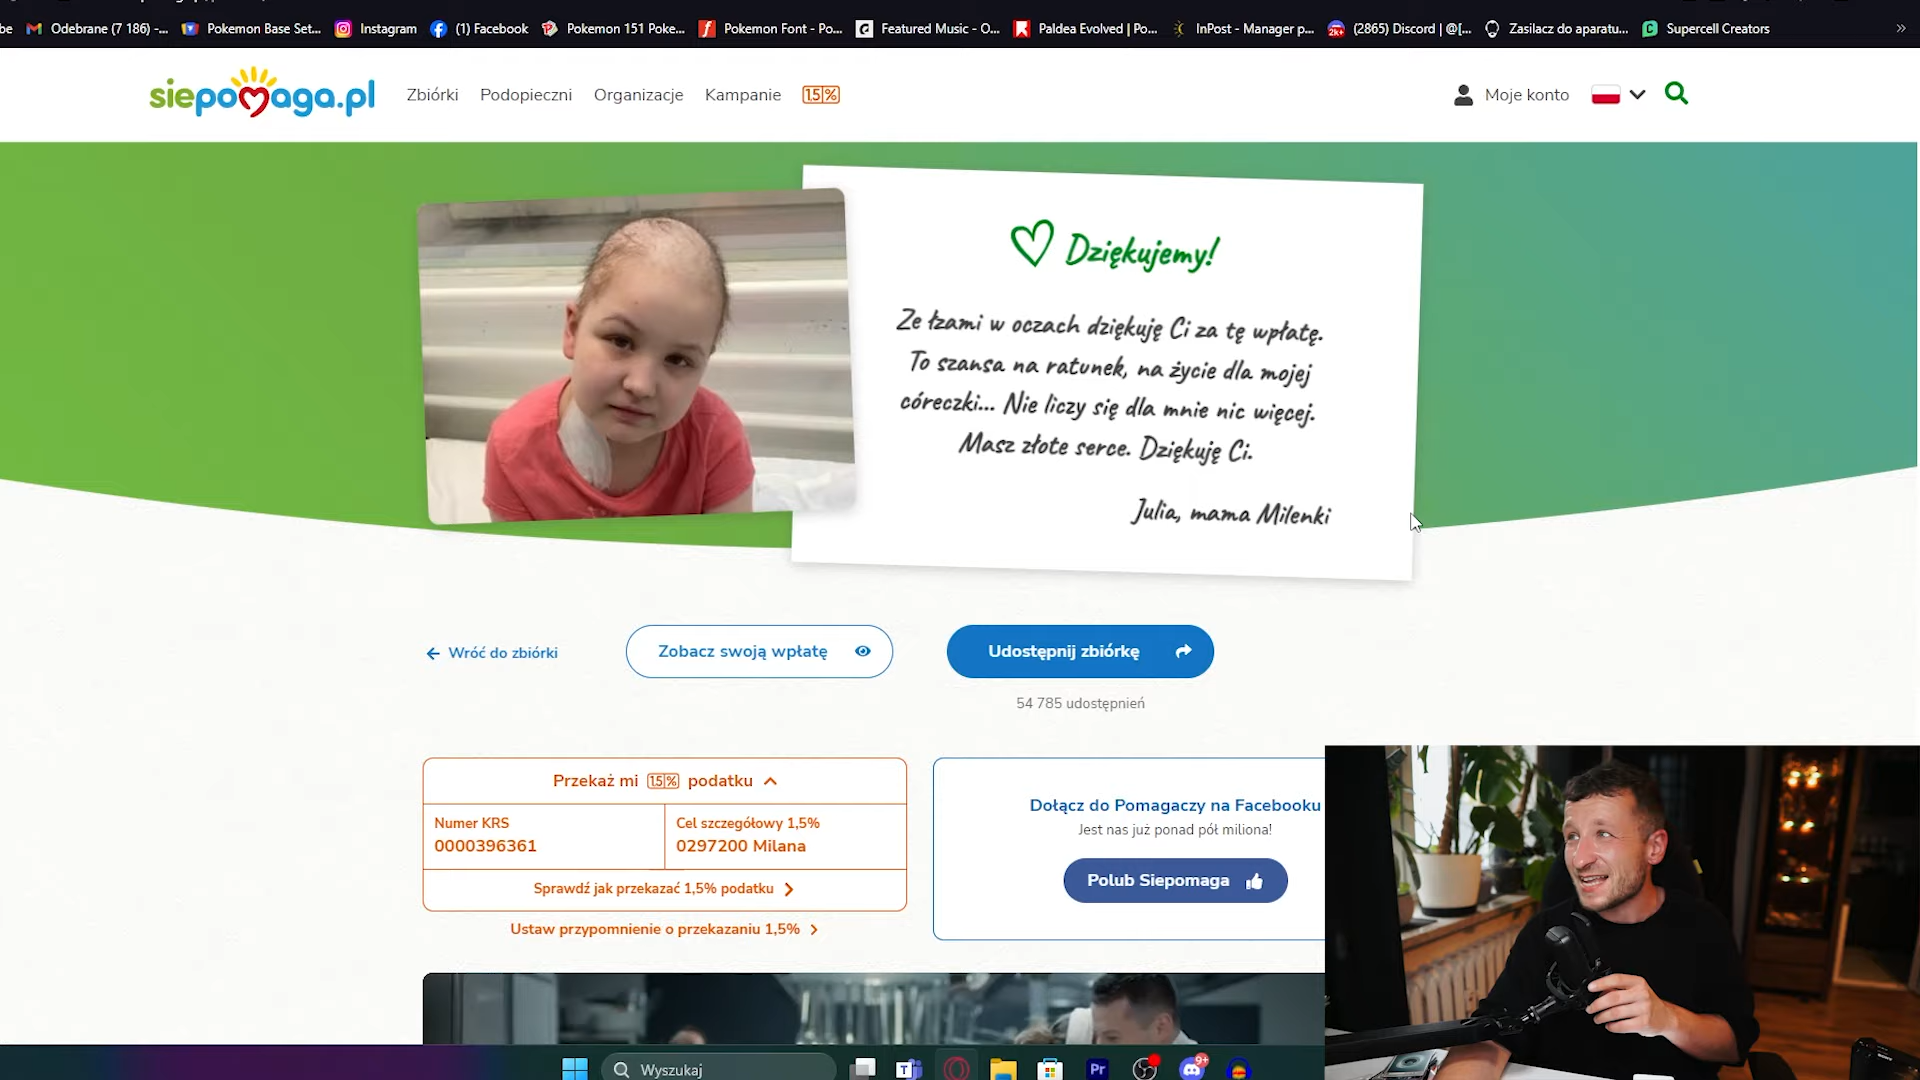 be
Odebrane (7 186) -...
Pokemon Base Set...
Instagram
(1) Facebook
Pokemon 151 Poke...
Pokemon Font - Po...
Featured Music - O...
Paldea Evolved | Po...
InPost - Manager p...
(2865) Discord | @[...
Zasilacz do aparatu...
Supercell Creators
siepomaga.pl
Zbiórki
Podopieczni
Organizacje
Kampanie
1,5%
Moje konto
Dziękujemy!
Ze łzami w oczach dziękuję Ci za tę wpłatę.
To szansa na ratunek, na życie dla mojej
córeczki... Nie liczy się dla mnie nic więcej.
Masz złote serce. Dziękuję Ci.
Julia, mama Milenki
Wróć do zbiórki
Zobacz swoją wpłatę
Udostępnij zbiórkę
54 785 udostępnień
Przekaż mi 1,5% podatku
Numer KRS
0000396361
Cel szczegółowy 1,5%
0297200 Milana
Sprawdź jak przekazać 1,5% podatku
Ustaw przypomnienie o przekazaniu 1,5%
Dołącz do Pomagaczy na Facebooku
Jest nas już ponad pół miliona!
Polub Siepomaga
Wyszukaj
T
Pr
9+